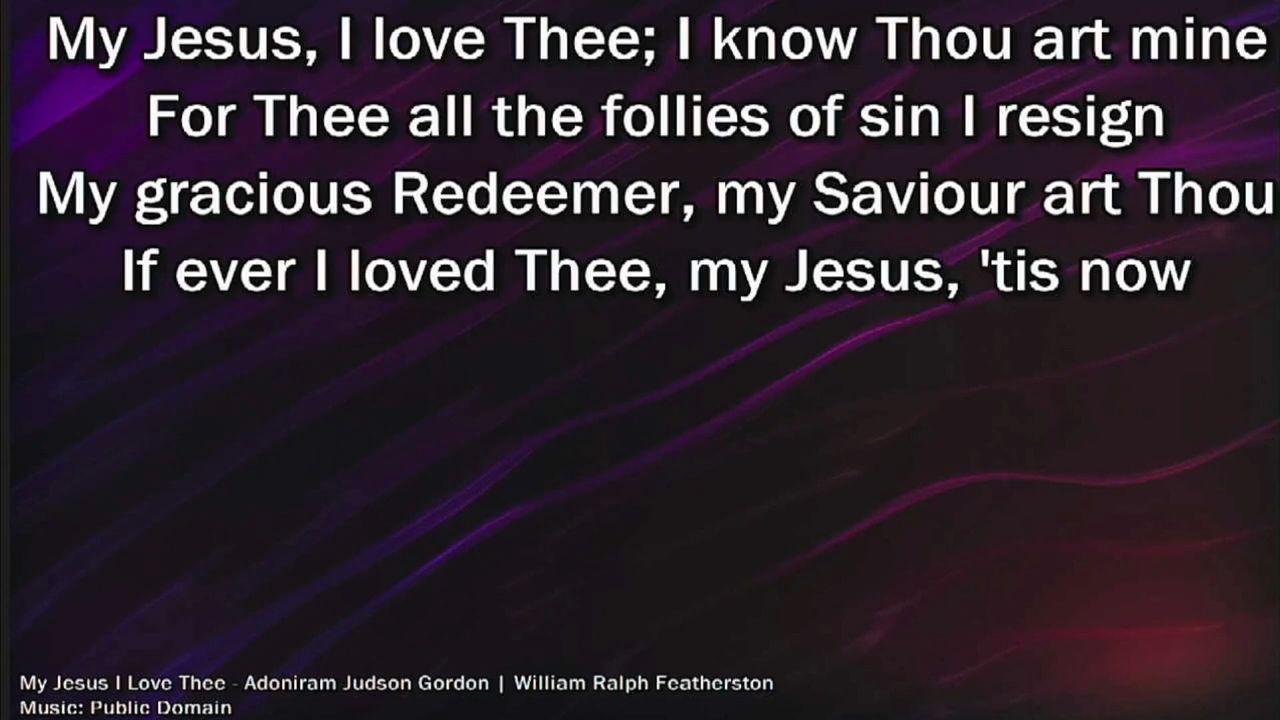 My Jesus, I love Thee; I know Thou art mine
For Thee all the follies of sin I resign
My gracious Redeemer, my Saviour art Thou
If ever I loved Thee, my Jesus, 'tis now
My Jesus I Love Thee - Adoniram Judson Gordon | William Ralph Featherston
Music: Public Domain